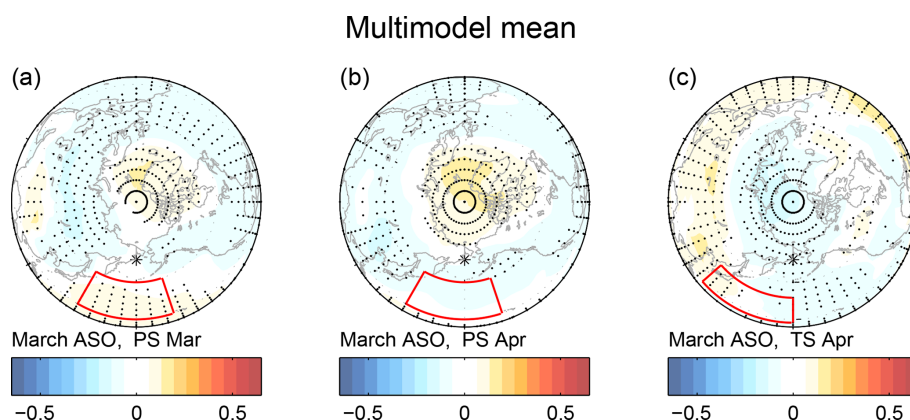 Multimodel mean
(a) (b) (c)
March ASO, PS Mar
March ASO, PS Apr
March ASO, TS Apr
−0.5 0 0.5
−0.5 0 0.5
−0.5 0 0.5